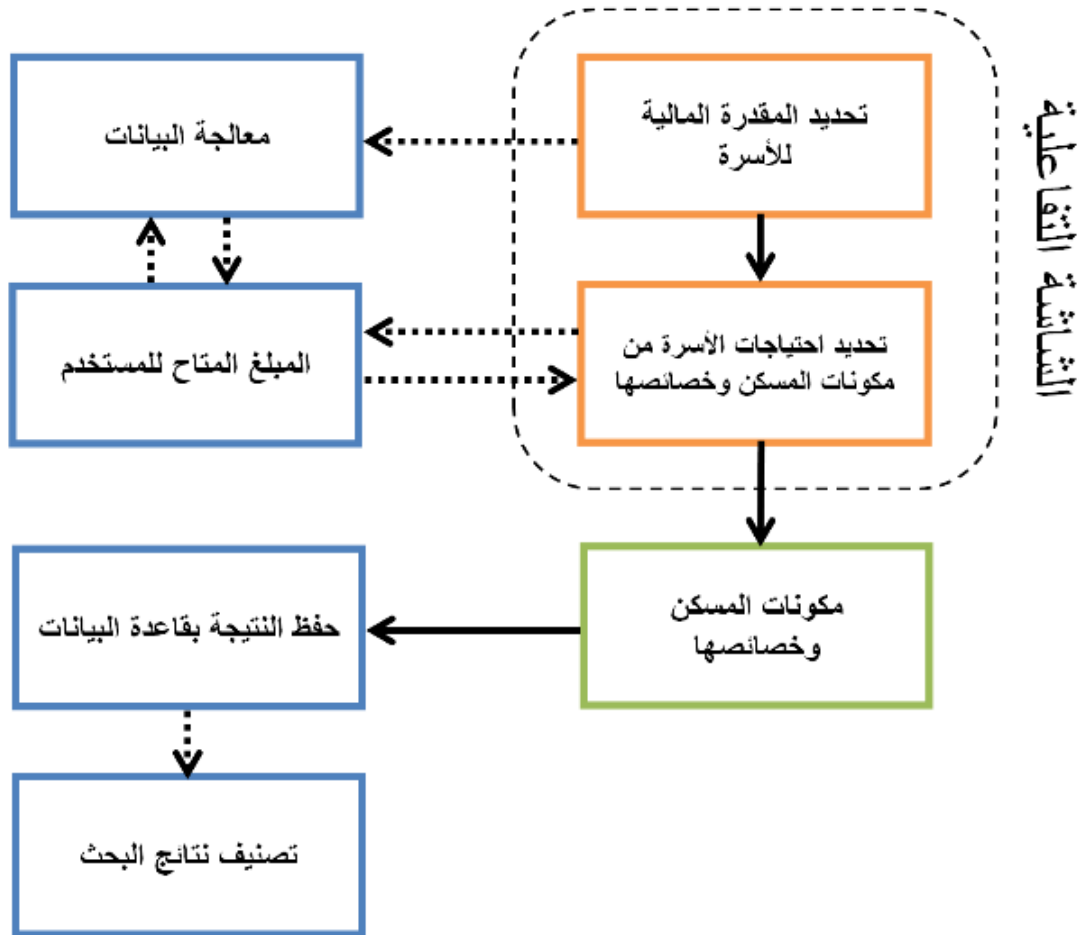 الشاشة التفاعلية
تحديد المقدرة المالية
للأسرة
معالجة البيانات
تحديد احتياجات الأسرة من
مكونات المسكن وخصائصها
المبلغ المتاح للمستخدم
مكونات المسكن
وخصائصها
حفظ النتيجة بقاعدة البيانات
تصنيف نتائج البحث